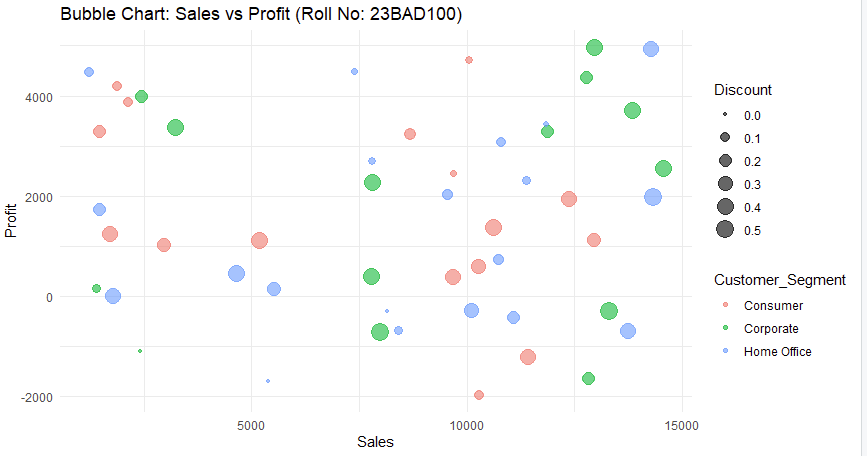 Bubble Chart: Sales vs Profit (Roll No: 23BAD100)
Profit
4000
2000
0
-2000
5000
10000
15000
Sales
Discount
0.0
0.1
0.2
0.3
0.4
0.5
Customer_Segment
Consumer
Corporate
Home Office